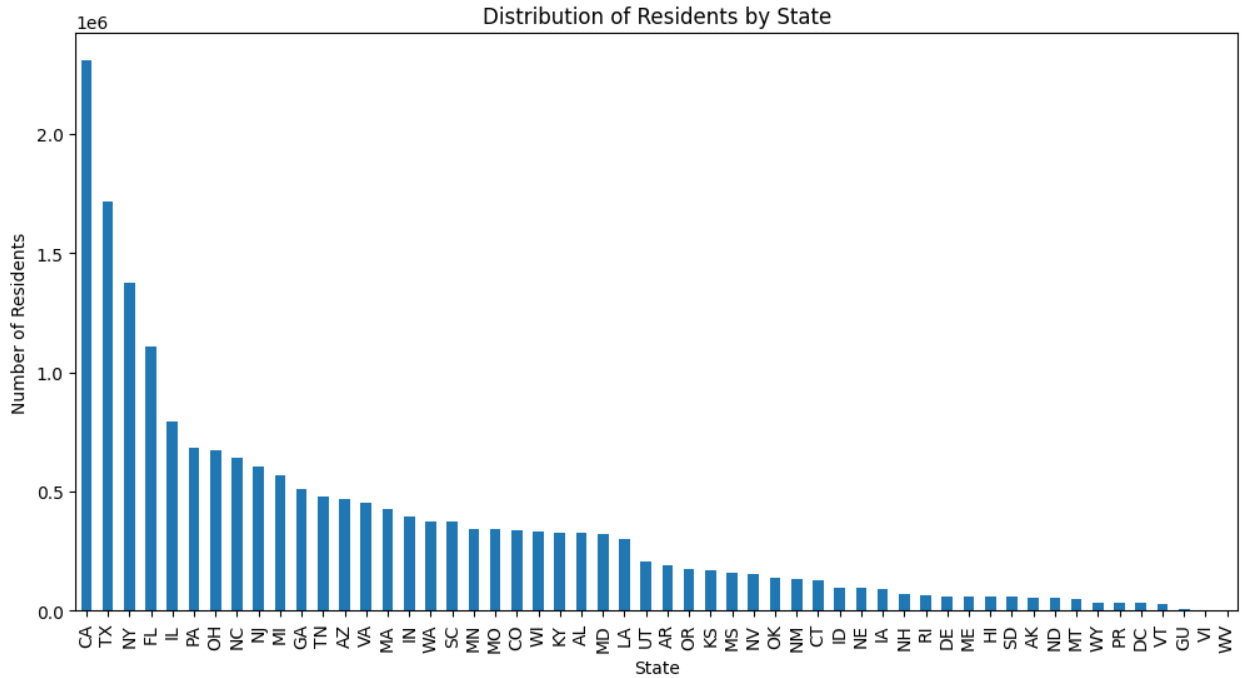 Distribution of Residents by State
1e6
2.0
1.5
1.0
0.5
0.0
Number of Residents
CA TX NY FL IL PA OH NC NJ MI GA TN AZ VA MA IN WA SC MN MO CO WI KY AL MD LA UT AR OR KS MS NV OK NM CT ID NE IA NH RI DE ME HI SD AK ND MT WY PR DC VT GU VI WV
State